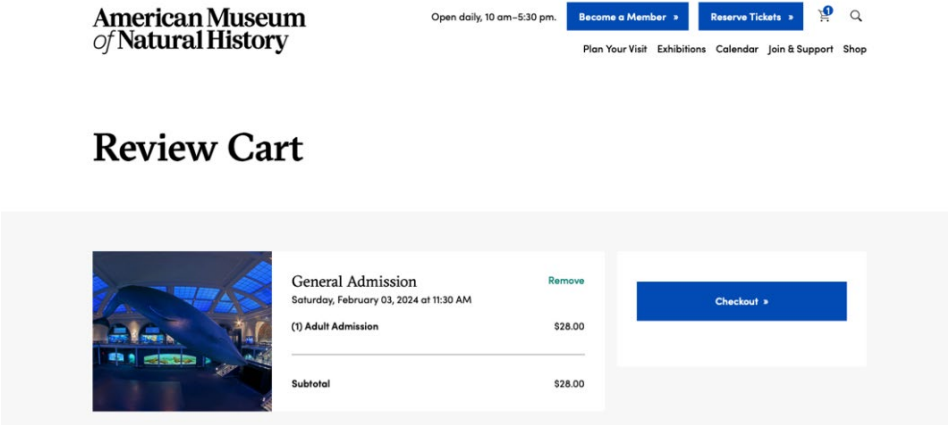 American Museum
of Natural History
Open daily, 10 am–5:30 pm.
Become a Member »
Reserve Tickets »
1
Plan Your Visit Exhibitions Calendar Join & Support Shop
Review Cart
General Admission
Remove
Saturday, February 03, 2024 at 11:30 AM
(1) Adult Admission $28.00
Subtotal $28.00
Checkout »